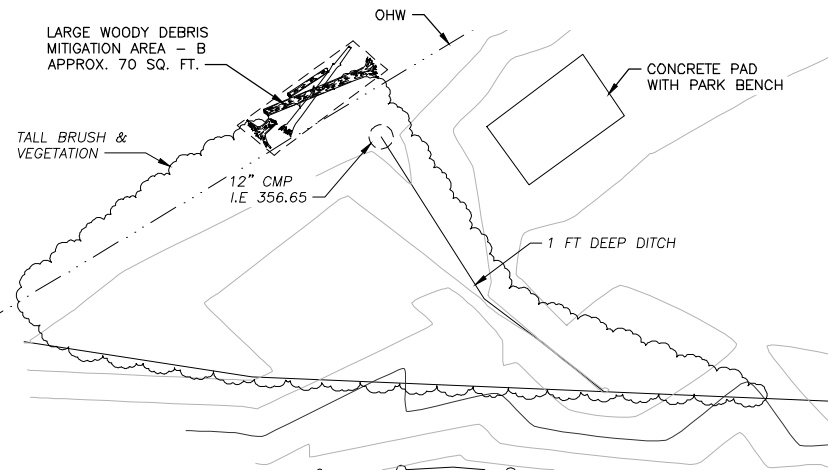 OHW
LARGE WOODY DEBRIS
MITIGATION AREA – B
APPROX. 70 SQ. FT.
CONCRETE PAD
WITH PARK BENCH
TALL BRUSH &
VEGETATION
12" CMP
I.E 356.65
1 FT DEEP DITCH